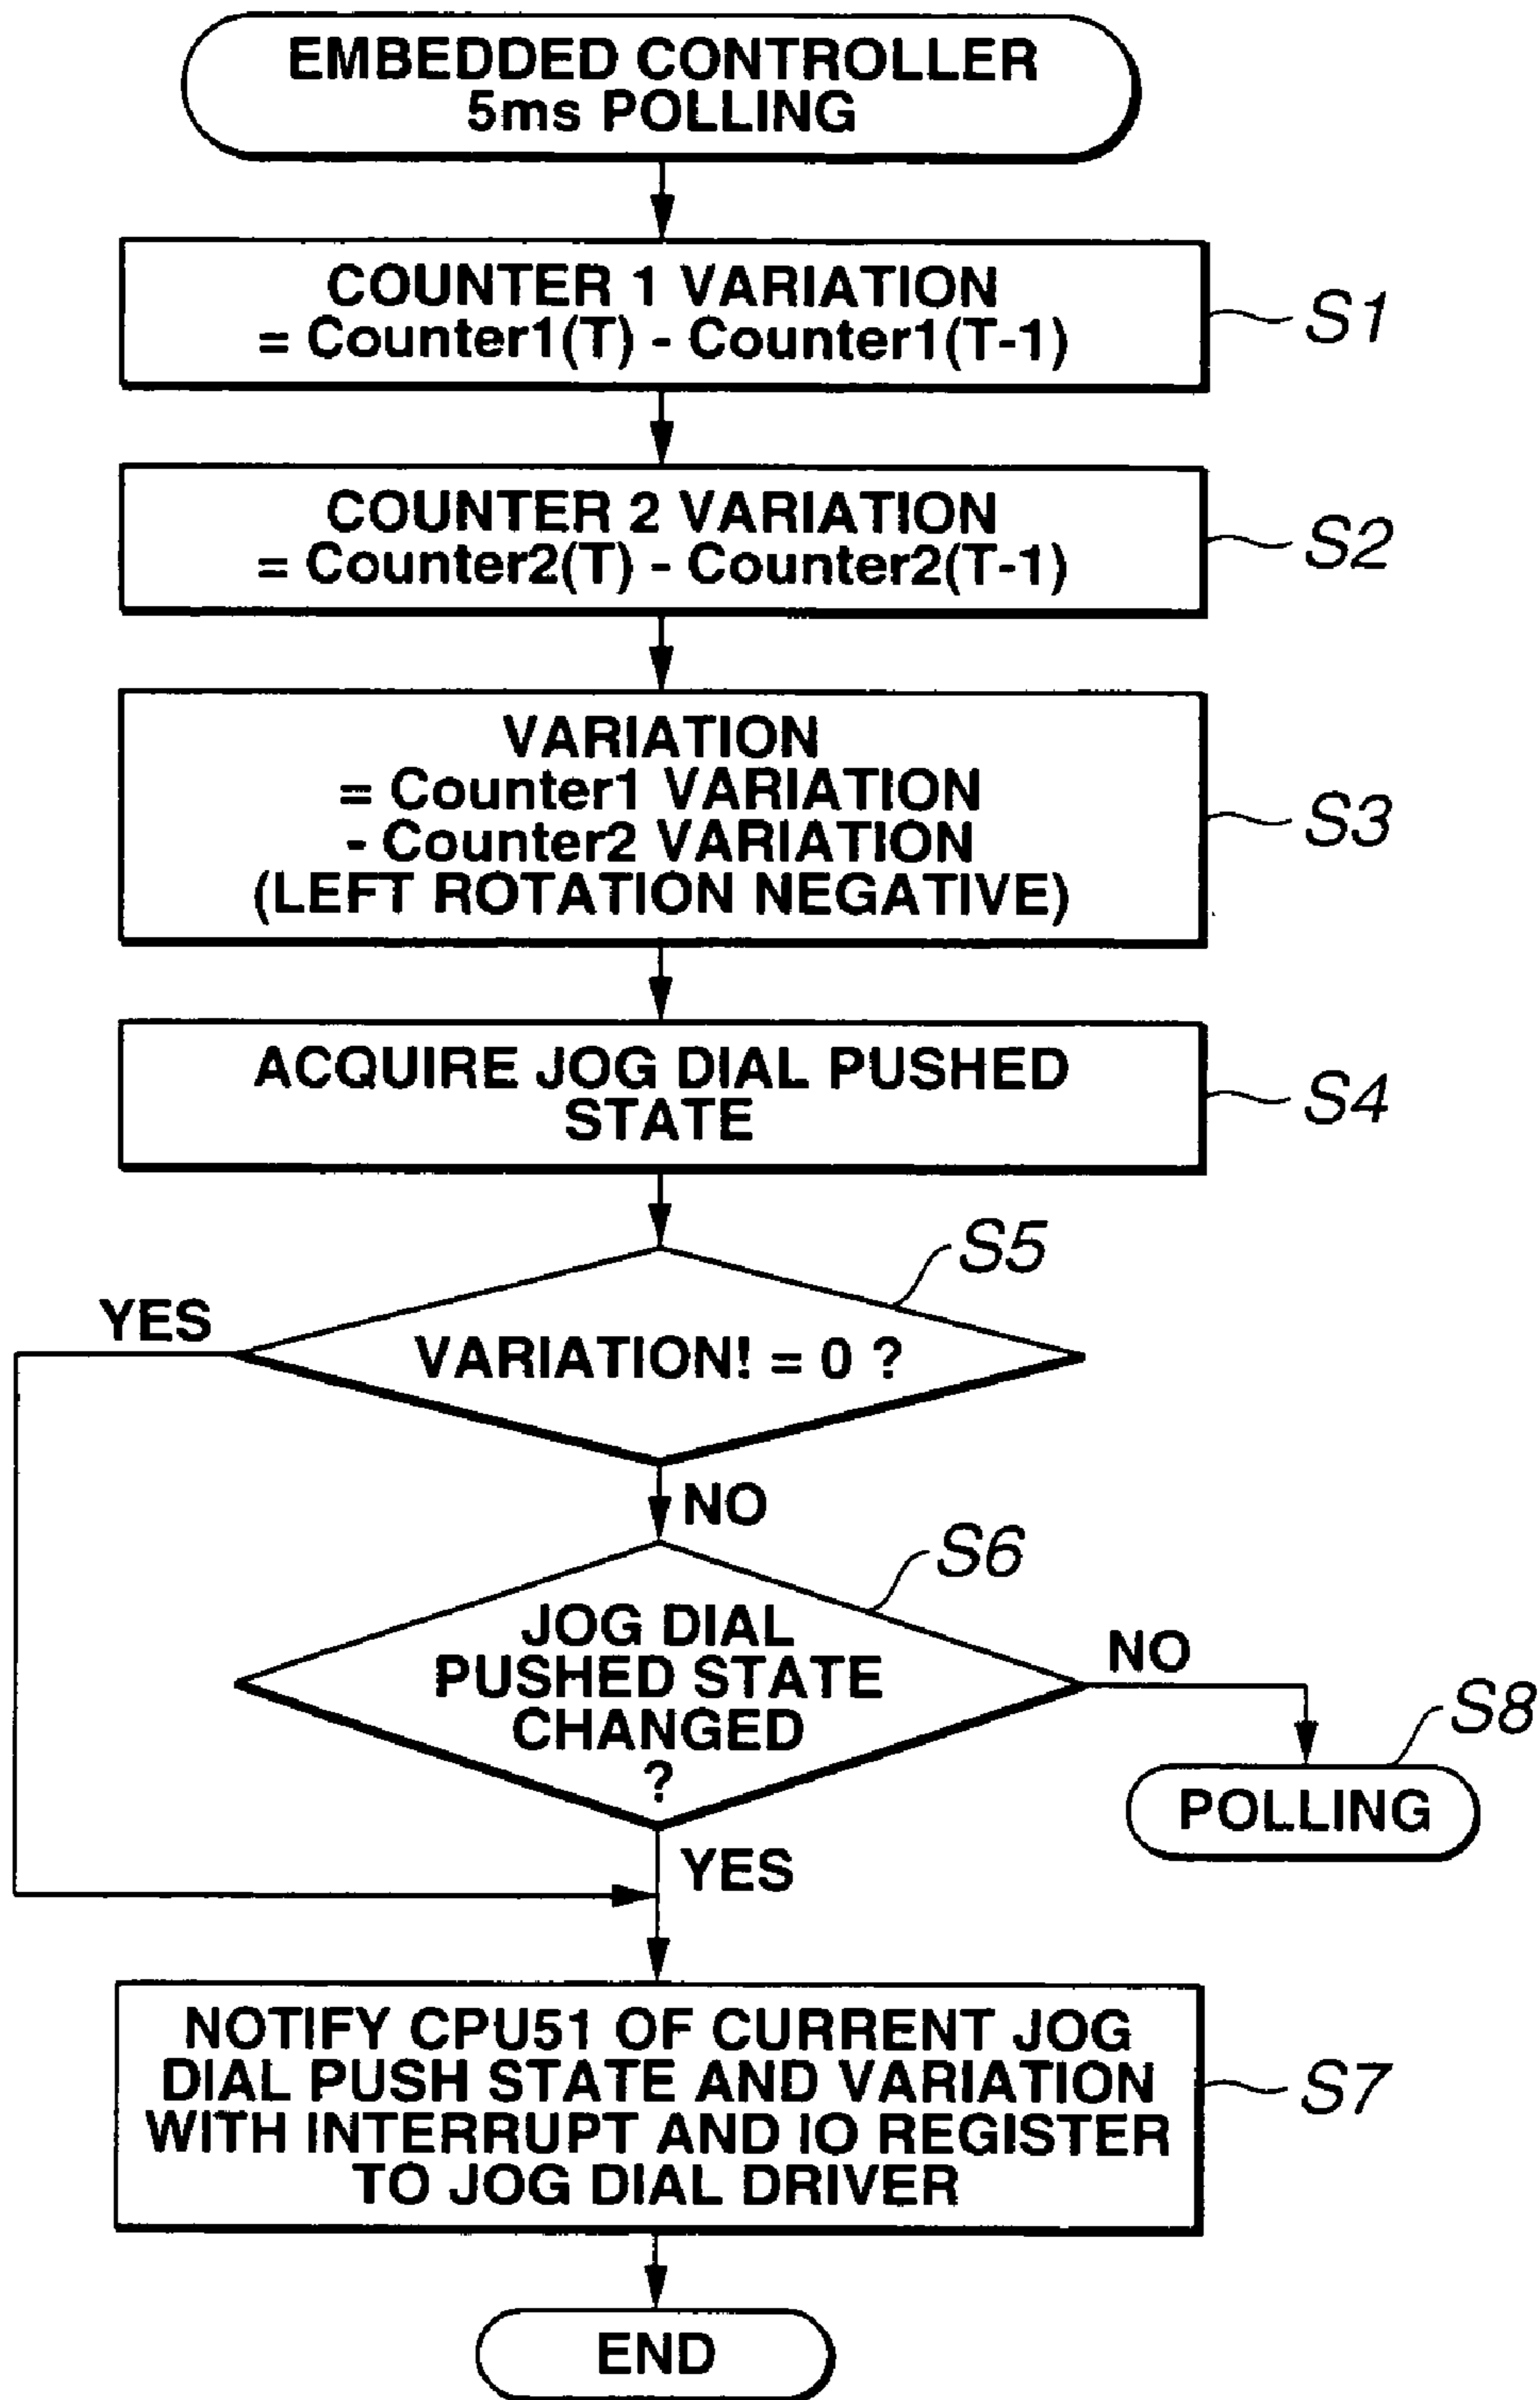 EMBEDDED CONTROLLER
5ms POLLING
COUNTER 1 VARIATION
= Counter1(T) - Counter1(T-1)
S1
COUNTER 2 VARIATION
= Counter2(T) - Counter2(T-1)
S2
VARIATION
= Counter1 VARIATION
- Counter2 VARIATION
(LEFT ROTATION NEGATIVE)
S3
ACQUIRE JOG DIAL PUSHED
STATE
S4
S5
YES
VARIATION! = 0 ?
NO
S6
JOG DIAL
PUSHED STATE
CHANGED
?
NO
S8
POLLING
YES
NOTIFY CPU51 OF CURRENT JOG
DIAL PUSH STATE AND VARIATION
WITH INTERRUPT AND IO REGISTER
TO JOG DIAL DRIVER
S7
END